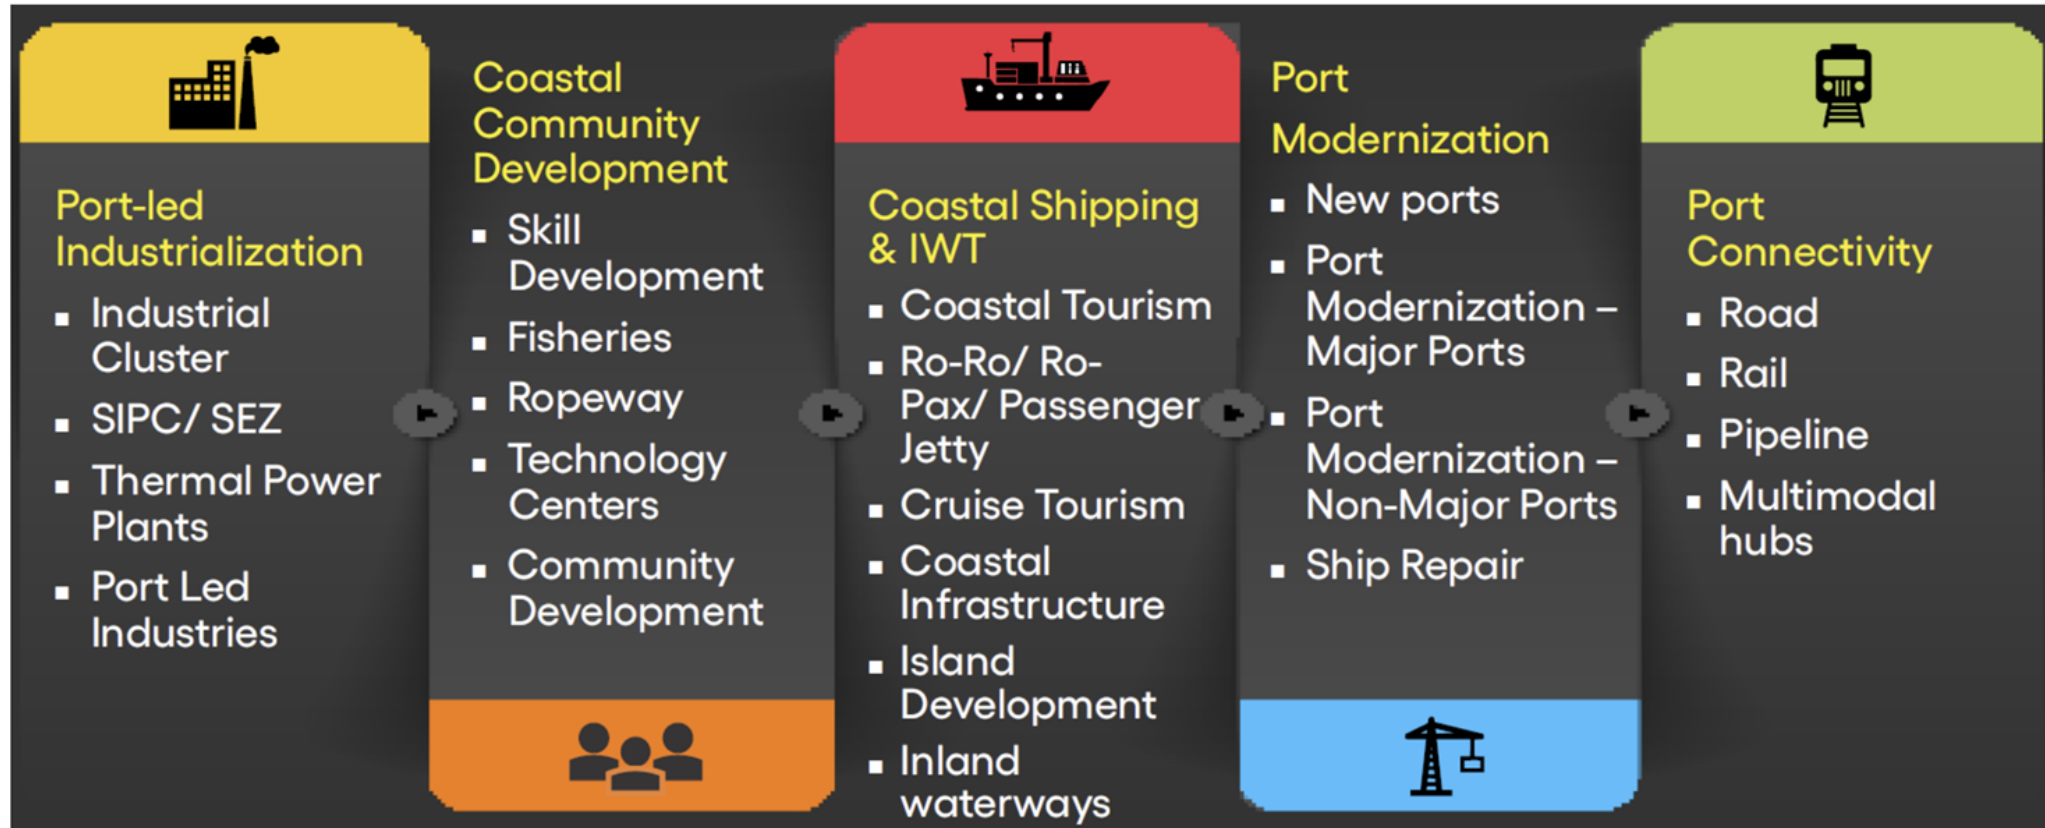 Port-led
Industrialization
▪ Industrial
Cluster
▪ SIPC/ SEZ
▪ Thermal Power
Plants
▪ Port Led
Industries
Coastal
Community
Development
▪ Skill
Development
▪ Fisheries
▪ Ropeway
▪ Technology
Centers
▪ Community
Development
Coastal Shipping
& IWT
▪ Coastal Tourism
▪ Ro-Ro/ Ro-
Pax/ Passenger
Jetty
▪ Cruise Tourism
▪ Coastal
Infrastructure
▪ Island
Development
▪ Inland
waterways
Port
Modernization
▪ New ports
▪ Port
Modernization –
Major Ports
▪ Port
Modernization –
Non-Major Ports
▪ Ship Repair
Port
Connectivity
▪ Road
▪ Rail
▪ Pipeline
▪ Multimodal
hubs